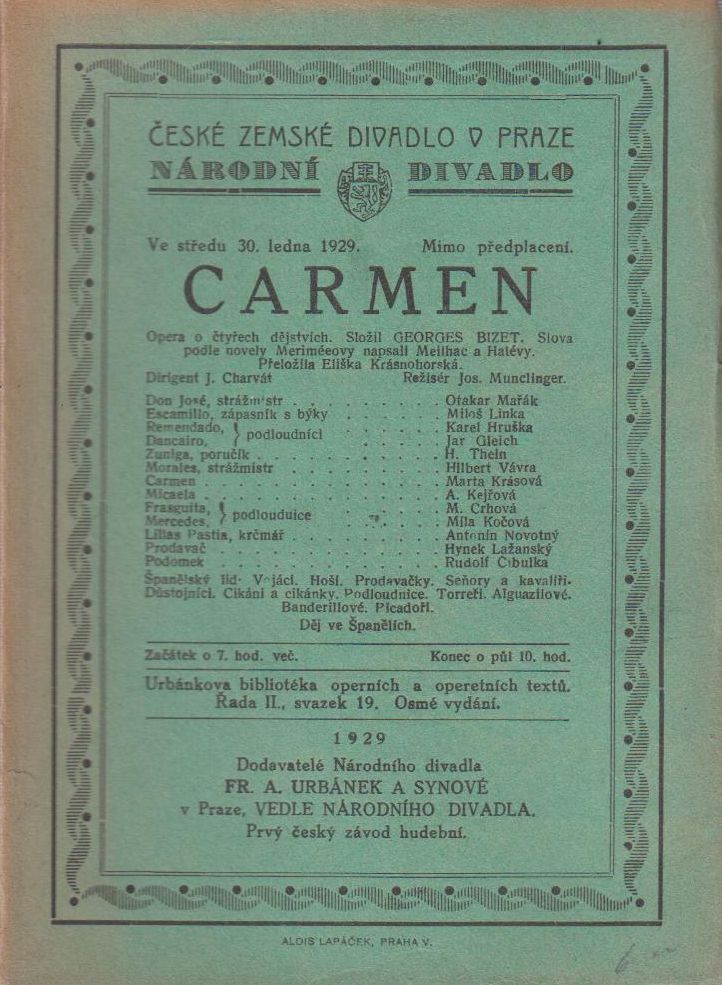 ČESKÉ ZEMSKÉ DIVADLO V PRAZE
NÁRODNÍ DIVADLO
Ve středu 30. ledna 1929. Mimo předplacení.
CARMEN
Opera o čtyřech dějstvích. Složil GEORGES BIZET. Slova
podle novely Meriméeovy napsali Meilhac a Halévy.
Přeložila Eliška Krásnohorská.
Dirigent J. Charvát Režisér Jos. Munclinger.
Don José, strážmistr . . . . . . . . . . Otakar Mařák
Escamillo, zápasník s býky . . . . . . . Miloš Linka
Remendado, } podloudníci . . . . . . Karel Hruška
Dancairo, Jar Gleich
Zuniga, poručík . . . . . . . . . . . H. Thein
Morales, strážmistr . . . . . . . . . . Hilbert Vávra
Carmen . . . . . . . . . . . . . . Marta Krásová
Micaela . . . . . . . . . . . . . . A. Kejřová
Frasguita, } podloudnice . . . . . . M. Crhová
Mercedes, Míla Kočová
Lilias Pastia, krčmář . . . . . . . . . Antonín Novotný
Prodavač . . . . . . . . . . . . . Hynek Lažanský
Podomek . . . . . . . . . . . . . Rudolf Cibulka
Španělský lid. Vojáci. Hoši. Prodavačky. Seňory a kavalíři.
Důstojníci. Cikáni a cikánky. Podloudnice. Torreři. Alguazilové.
Banderillové. Picadoři.
Děj ve Španělích.
Začátek o 7. hod. več. Konec o půl 10. hod.
Urbánkova bibliotéka operních a operetních textů.
Řada II., svazek 19. Osmé vydání.
1929
Dodavatelé Národního divadla
FR. A. URBÁNEK A SYNOVÉ
v Praze, VEDLE NÁRODNÍHO DIVADLA.
Prvý český závod hudební.
ALOIS LAPÁČEK, PRAHA V.